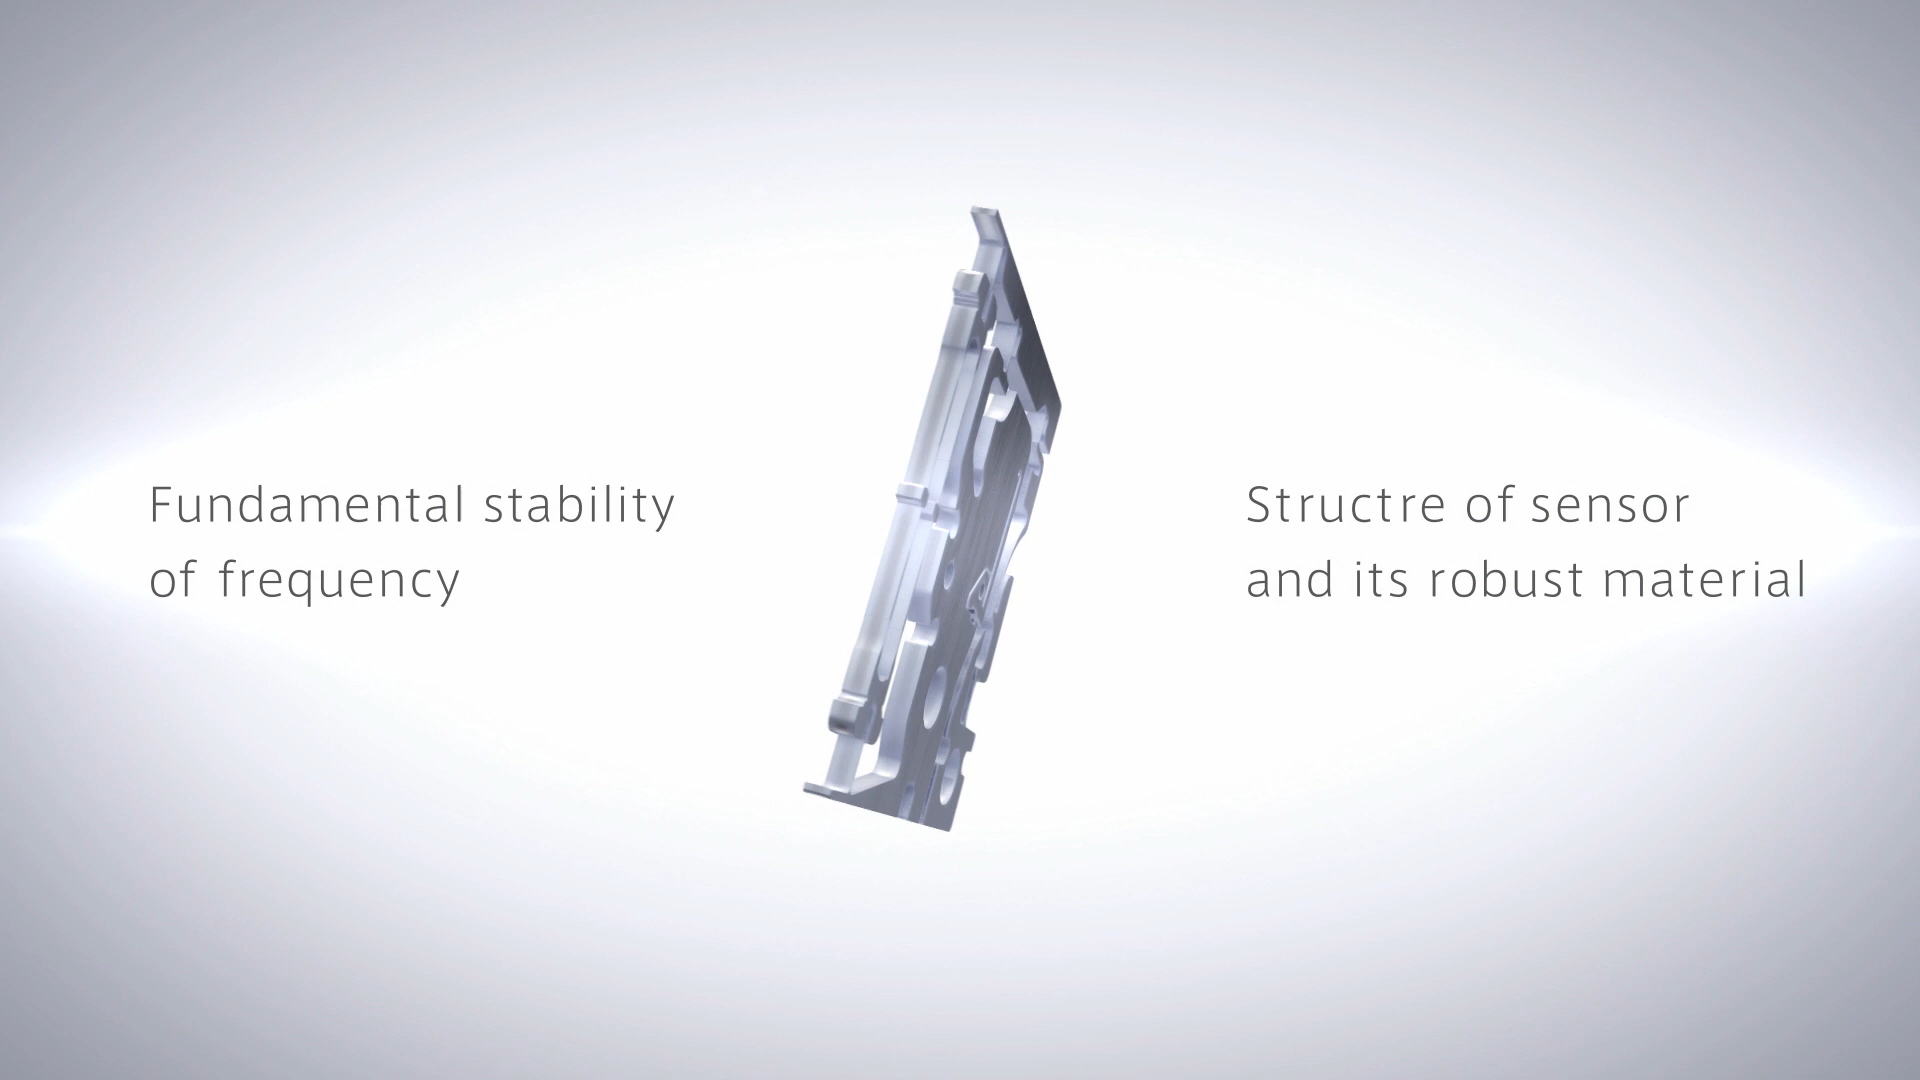 Fundamental stability
of frequency
Structre of sensor
and its robust material